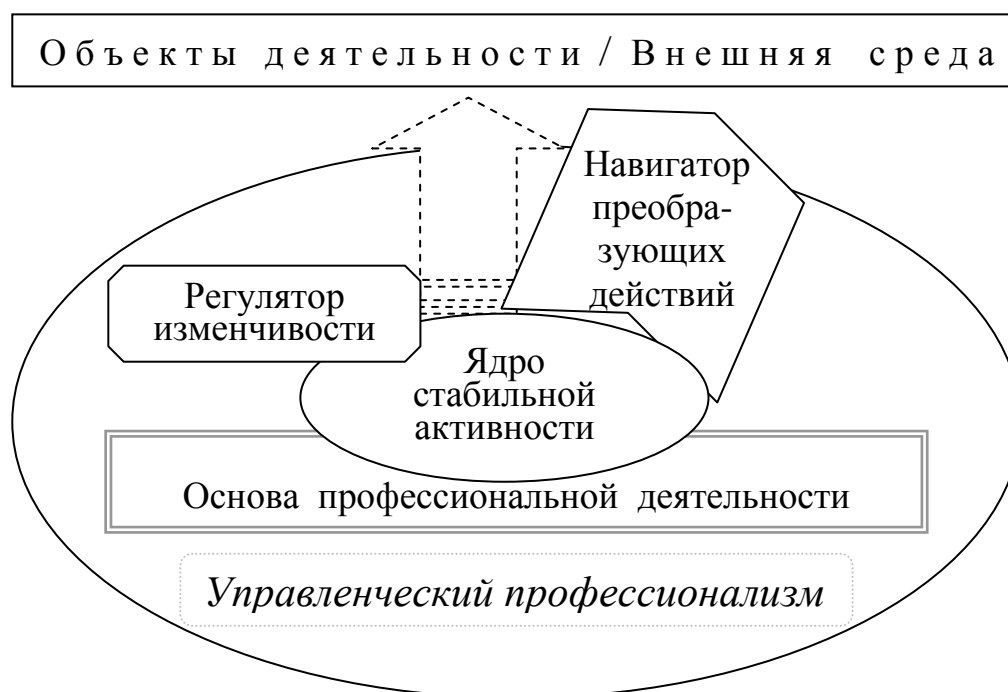 Объекты деятельности / Внешняя среда
Навигатор
преобра-
зующих
действий
Регулятор
изменчивости
Ядро
стабильной
активности
Основа профессиональной деятельности
Управленческий профессионализм